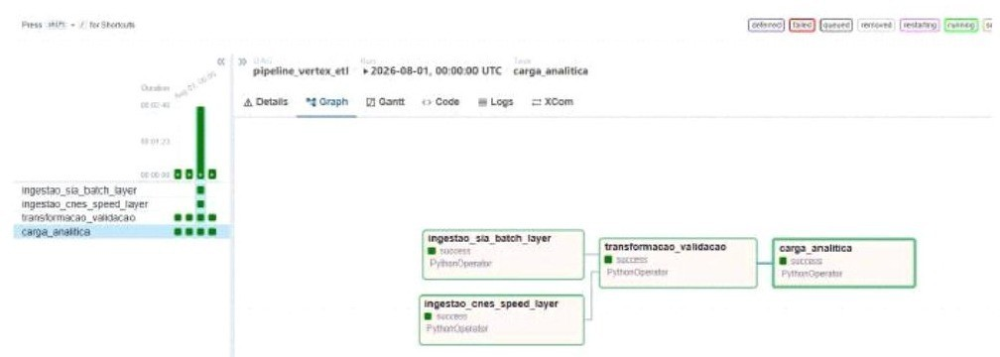 Press shift + / for Shortcuts
deferred failed queued removed restarting running
DAG Run Task
pipeline_vertex_etl 2026-08-01, 00:00:00 UTC carga_analitica
Details Graph Gantt Code Logs XCom
Duration
Aug 01, 00:00
00:02:40
00:01:23
00:00:00
ingestao_sia_batch_layer
ingestao_cnes_speed_layer
transformacao_validacao
carga_analitica
ingestao_sia_batch_layer
success
PythonOperator
ingestao_cnes_speed_layer
success
PythonOperator
transformacao_validacao
success
PythonOperator
carga_analitica
success
PythonOperator